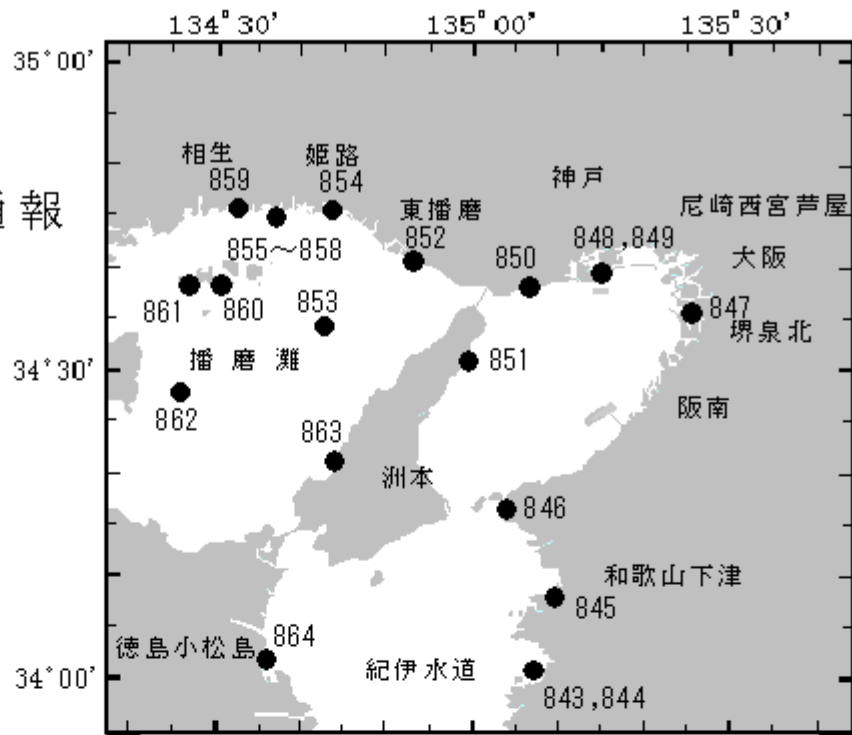 134°30' 135°00' 135°30'
35°00'
相生 姫路 神戸
859 854
報 東播磨 尼崎西宮芦屋
852 848,849
855～858 850 大阪
861 860 853 847
堺泉北
播磨灘 851
34°30'
862 阪南
863
洲本
846
和歌山下津
845
徳島小松島 864 紀伊水道
34°00'
843,844